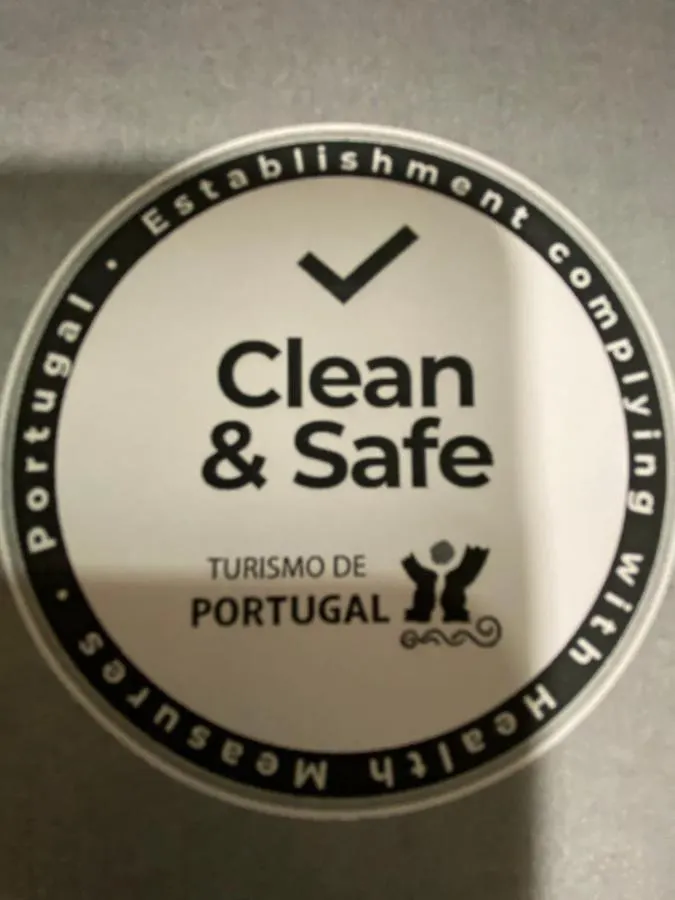 Portugal · Establishment complying with Health Measures ·
Clean
& Safe
TURISMO DE
PORTUGAL